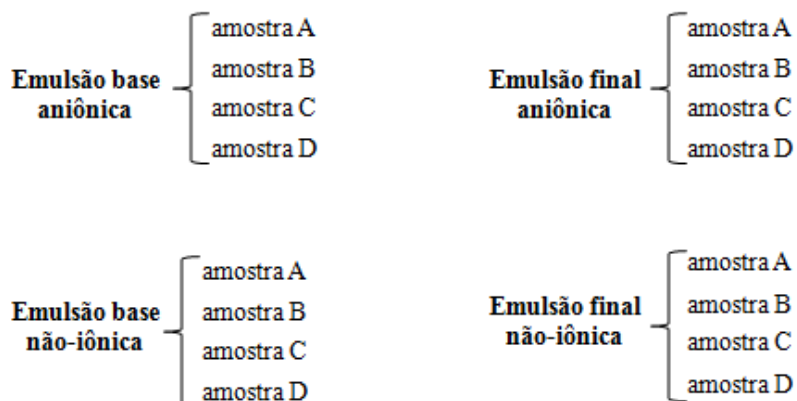 Emulsão base
aniônica
amostra A
amostra B
amostra C
amostra D
Emulsão final
aniônica
amostra A
amostra B
amostra C
amostra D
Emulsão base
não-iônica
amostra A
amostra B
amostra C
amostra D
Emulsão final
não-iônica
amostra A
amostra B
amostra C
amostra D